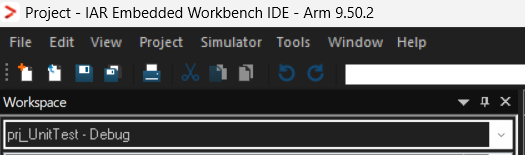 Project - IAR Embedded Workbench IDE - Arm 9.50.2
File Edit View Project Simulator Tools Window Help
Workspace
prj_UnitTest - Debug